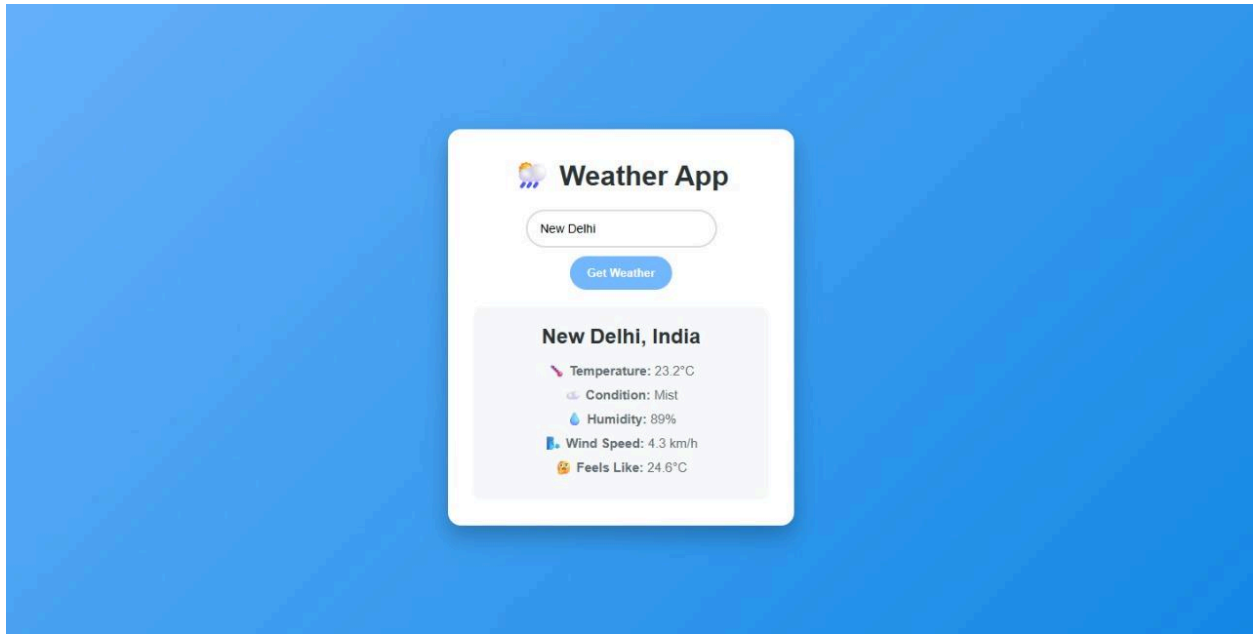 Weather App
New Delhi
Get Weather
New Delhi, India
Temperature: 23.2°C
Condition: Mist
Humidity: 89%
Wind Speed: 4.3 km/h
Feels Like: 24.6°C